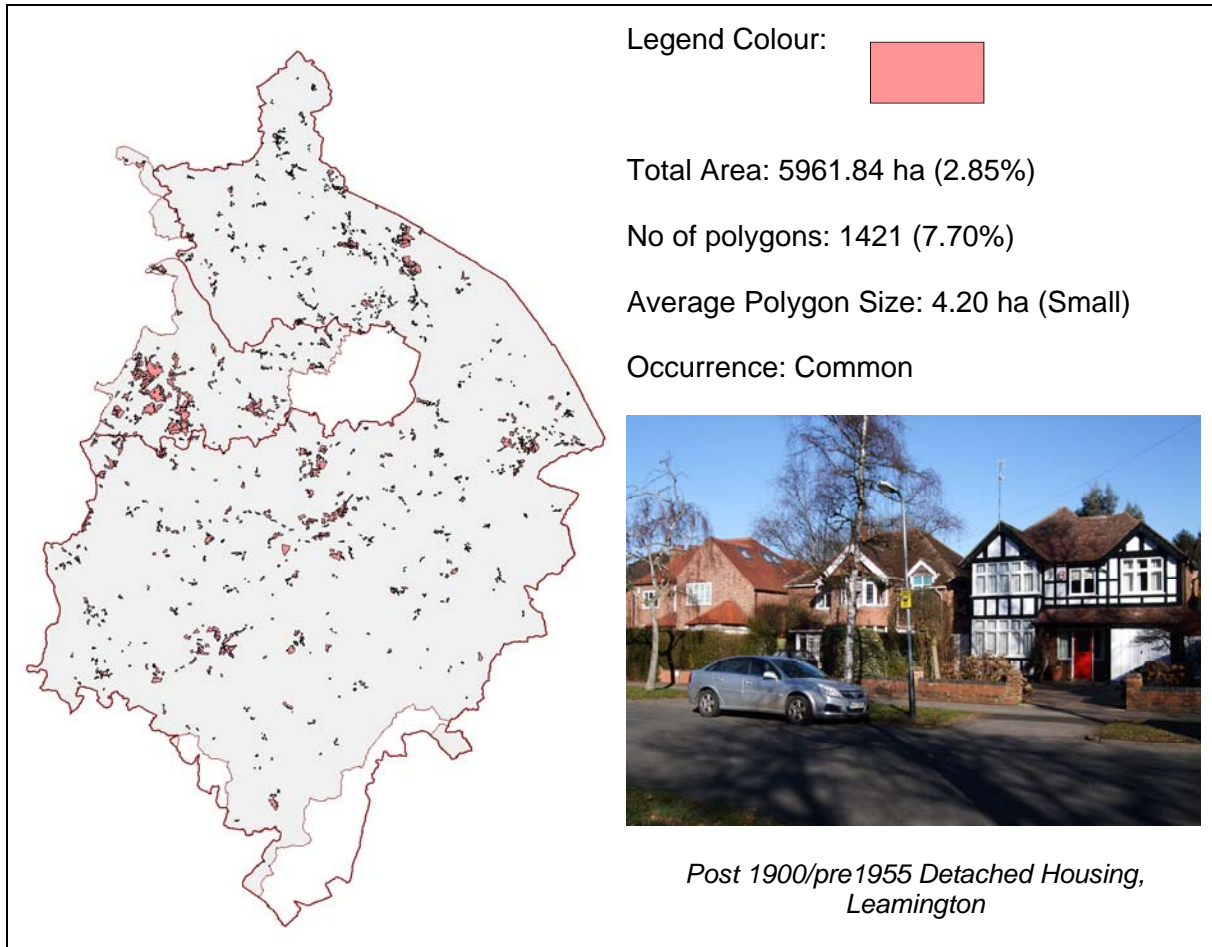 Legend Colour:
Total Area: 5961.84 ha (2.85%)
No of polygons: 1421 (7.70%)
Average Polygon Size: 4.20 ha (Small)
Occurrence: Common
Post 1900/pre1955 Detached Housing,
Leamington